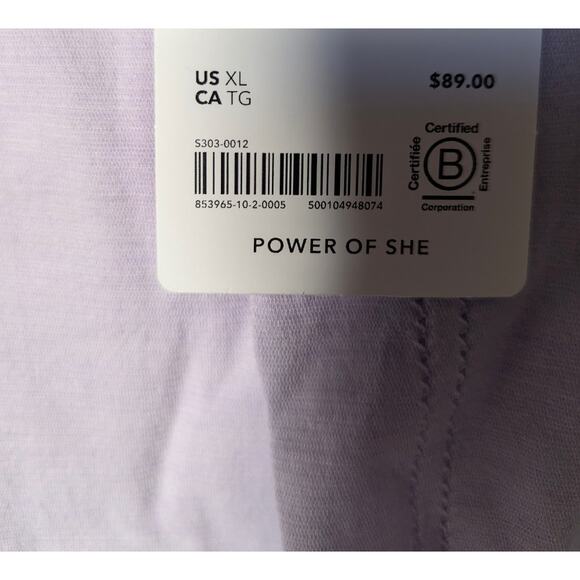 US XL
CA TG
$89.00
S303-0012
853965-10-2-0005 500104948074
Certified
Certifiée
B
Entreprise
Corporation
POWER OF SHE